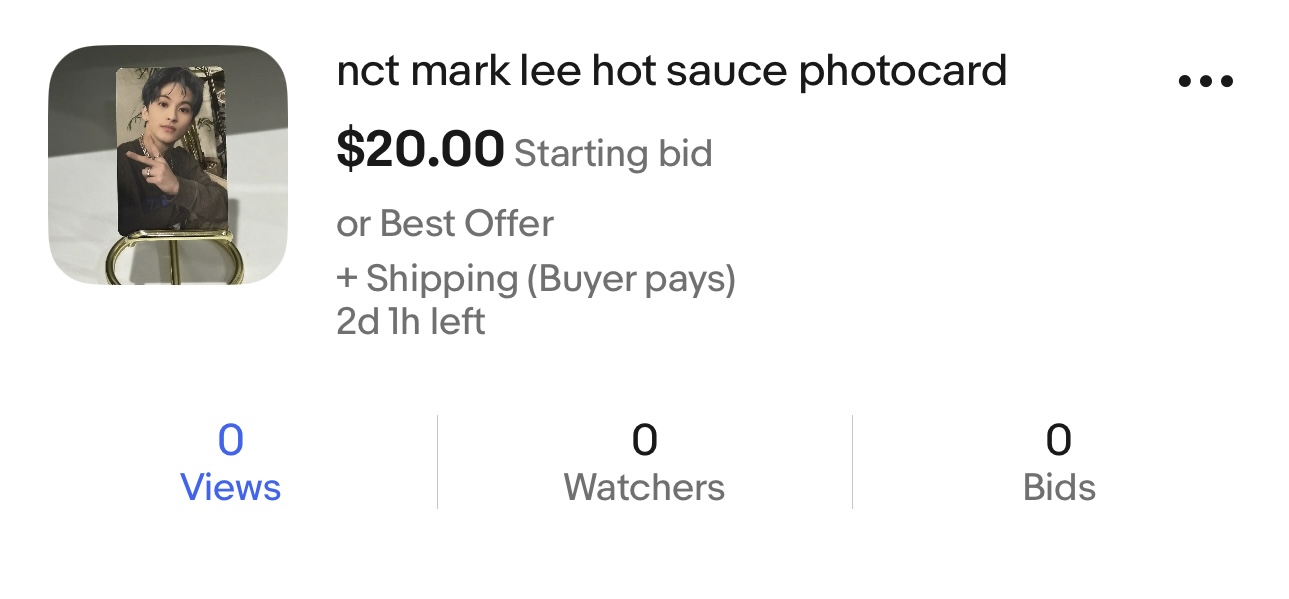 nct mark lee hot sauce photocard
$20.00 Starting bid
or Best Offer
+ Shipping (Buyer pays)
2d 1h left
0
Views
0
Watchers
0
Bids